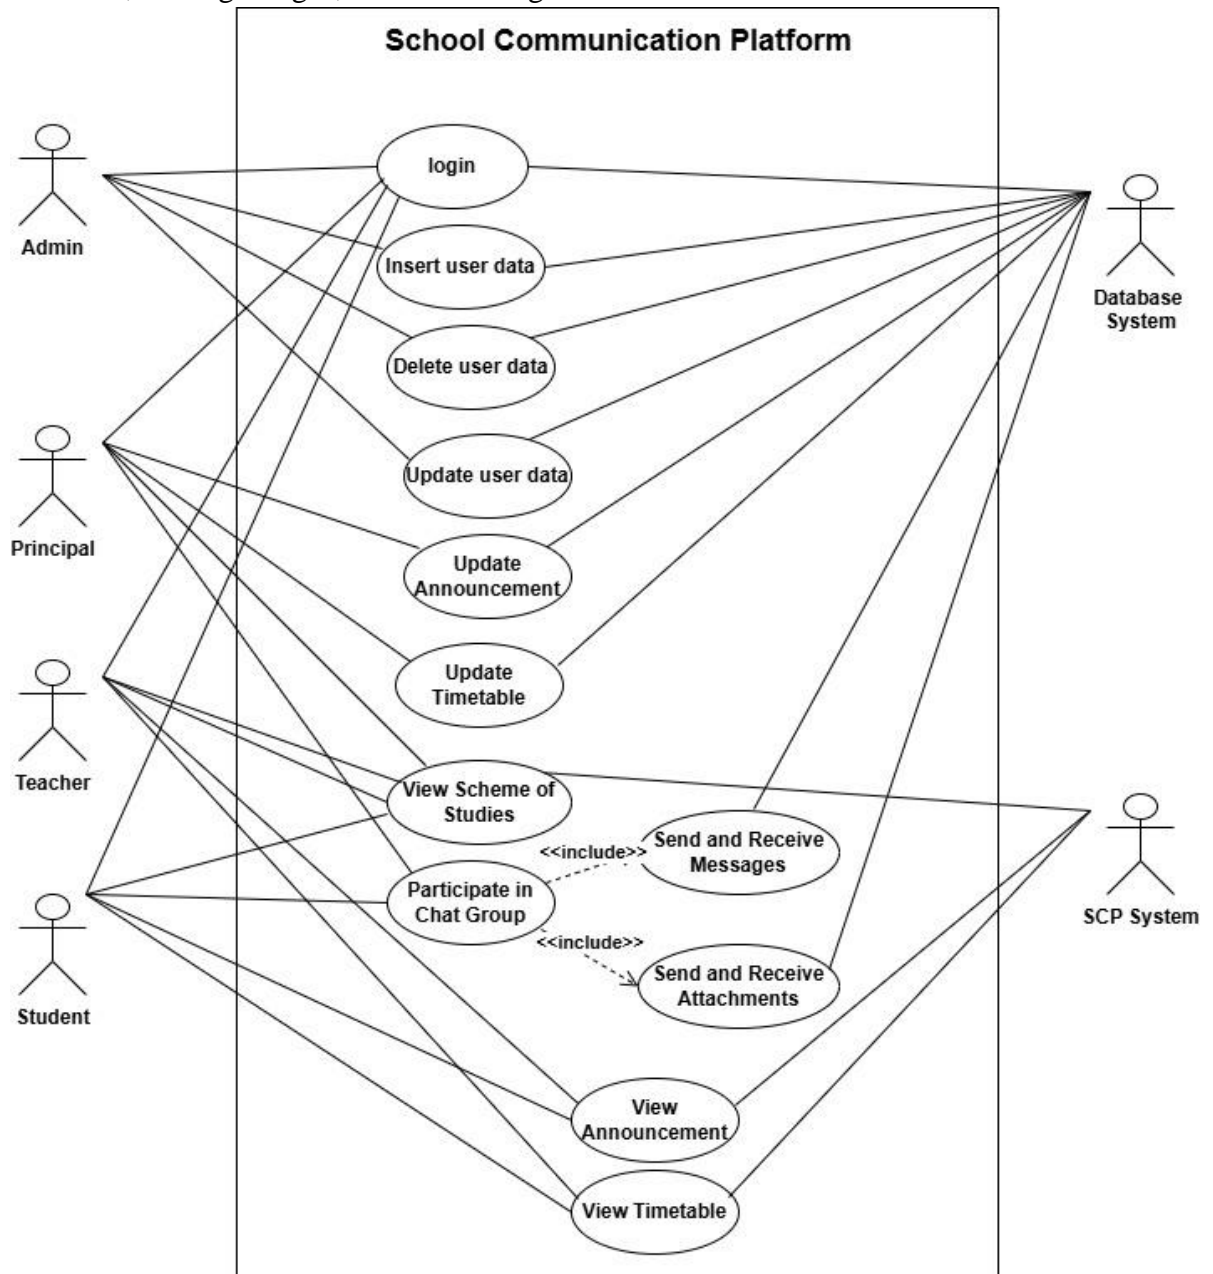 School Communication Platform
login
Admin
Insert user data
Database
System
Delete user data
Update user data
Principal
Update
Announcement
Update
Timetable
Teacher
View Scheme of
Studies
<<include>>
Send and Receive
Messages
Participate in
Chat Group
SCP System
<<include>>
Send and Receive
Attachments
Student
View
Announcement
View Timetable